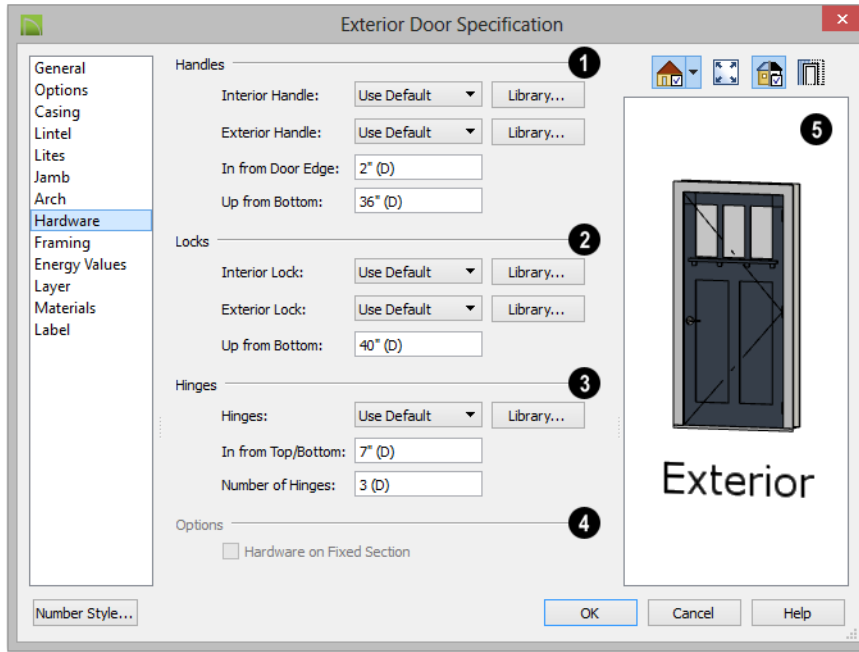 Exterior Door Specification
×
General
Options
Casing
Lintel
Lites
Jamb
Arch
Hardware
Framing
Energy Values
Layer
Materials
Label
Handles 1
Interior Handle: Use Default Library...
Exterior Handle: Use Default Library...
In from Door Edge: 2" (D)
Up from Bottom: 36" (D)
Locks 2
Interior Lock: Use Default Library...
Exterior Lock: Use Default Library...
Up from Bottom: 40" (D)
Hinges 3
Hinges: Use Default Library...
In from Top/Bottom: 7" (D)
Number of Hinges: 3 (D)
Options 4
Hardware on Fixed Section
5
Exterior
Number Style... OK Cancel Help